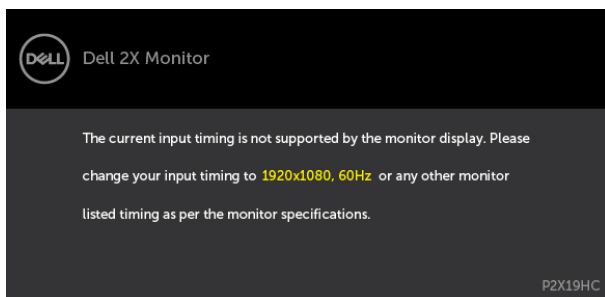 DELL
Dell 2X Monitor
The current input timing is not supported by the monitor display. Please
change your input timing to 1920x1080, 60Hz or any other monitor
listed timing as per the monitor specifications.
P2X19HC